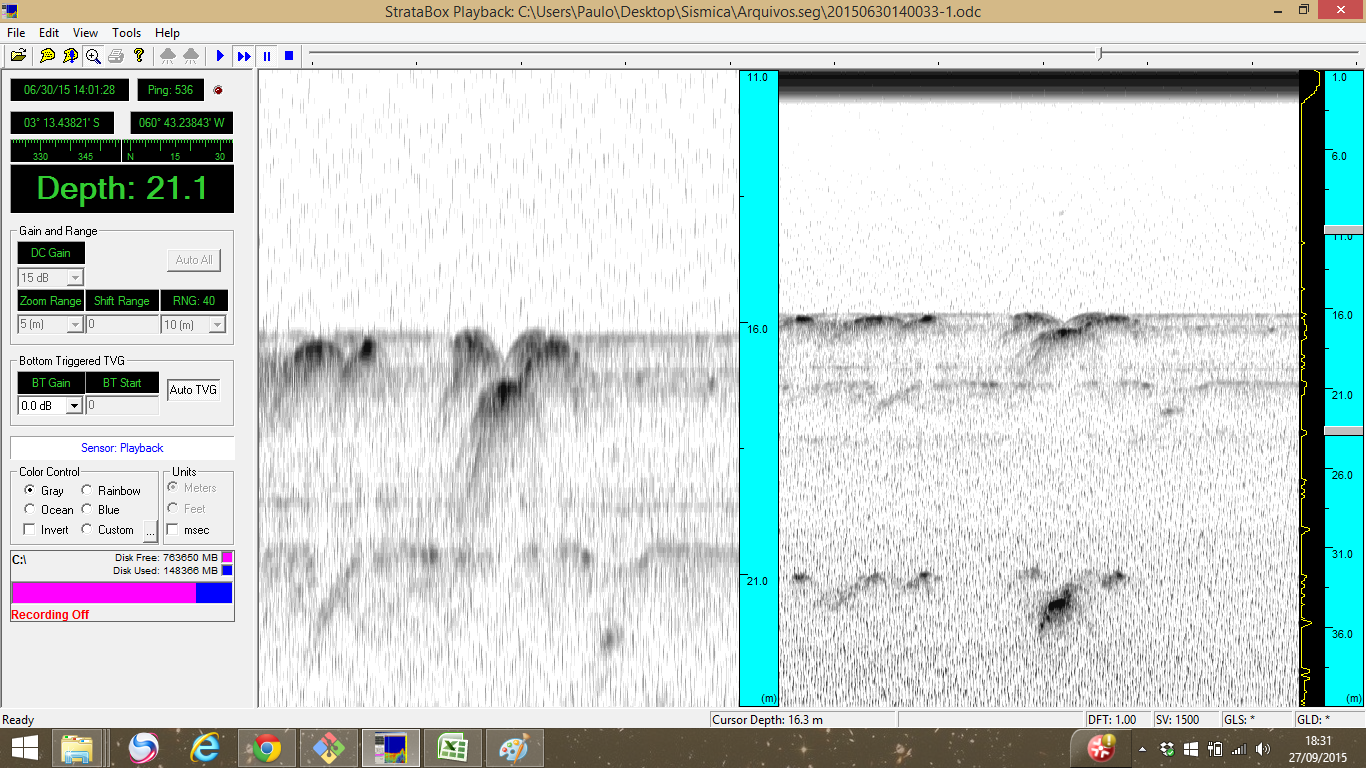 StrataBox Playback: C:\Users\Paulo\Desktop\Sismica\Arquivos.seg\20150630140033-1.odc
File Edit View Tools Help
06/30/15 14:01:28 Ping: 536
03° 13.43821' S 060° 43.23843' W
330 345 N 15 30
Depth: 21.1
Gain and Range
DC Gain
Auto All
15 dB
Zoom Range Shift Range RNG: 40
5 (m) 0 10 (m)
Bottom Triggered TVG
BT Gain BT Start
Auto TVG
0.0 dB 0
Sensor: Playback
Color Control Units
Gray Rainbow Meters
Ocean Blue Feet
Invert Custom ... msec
C:\ Disk Free: 763650 MB
Disk Used: 148366 MB
Recording Off
11.0
16.0
21.0
(m)
1.0
6.0
11.0
16.0
21.0
26.0
31.0
36.0
(m)
Ready Cursor Depth: 16.3 m DFT: 1.00 SV: 1500 GLS: * GLD: *
18:31
27/09/2015